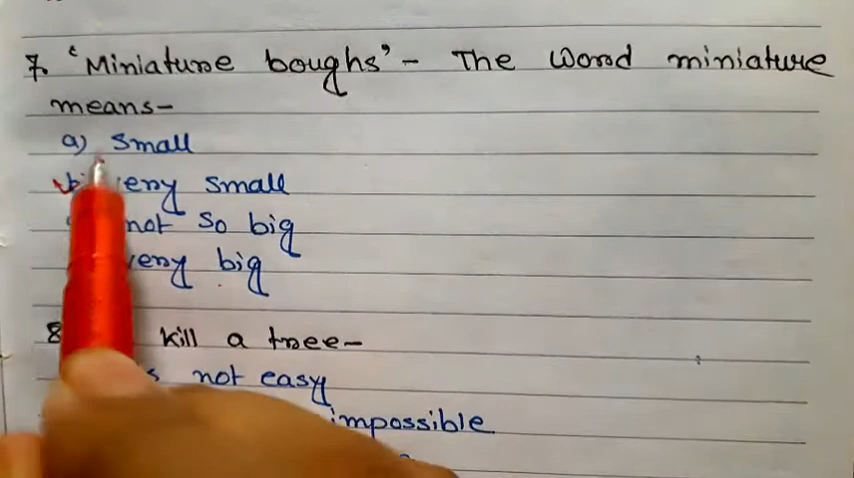 7. 'Miniature boughs' - The word miniature
means-
a) small
very small
not so big
very big
8 kill a tree-
not easy
impossible